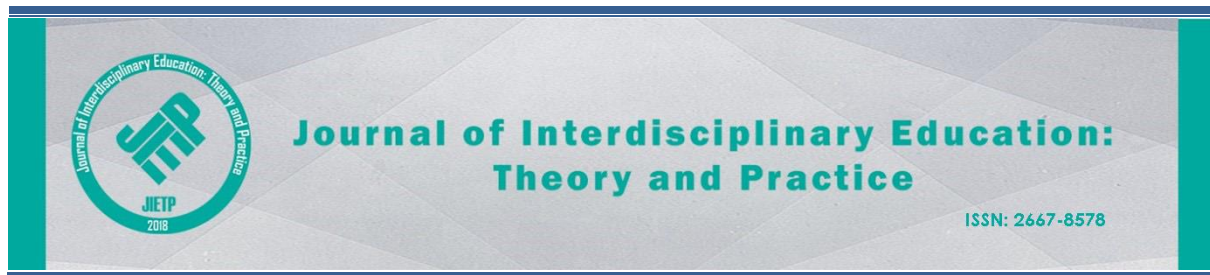 Journal of Interdisciplinary Education: Theory and Practice
JIETP
JIETP
2018
Journal of Interdisciplinary Education:
Theory and Practice
ISSN: 2667-8578